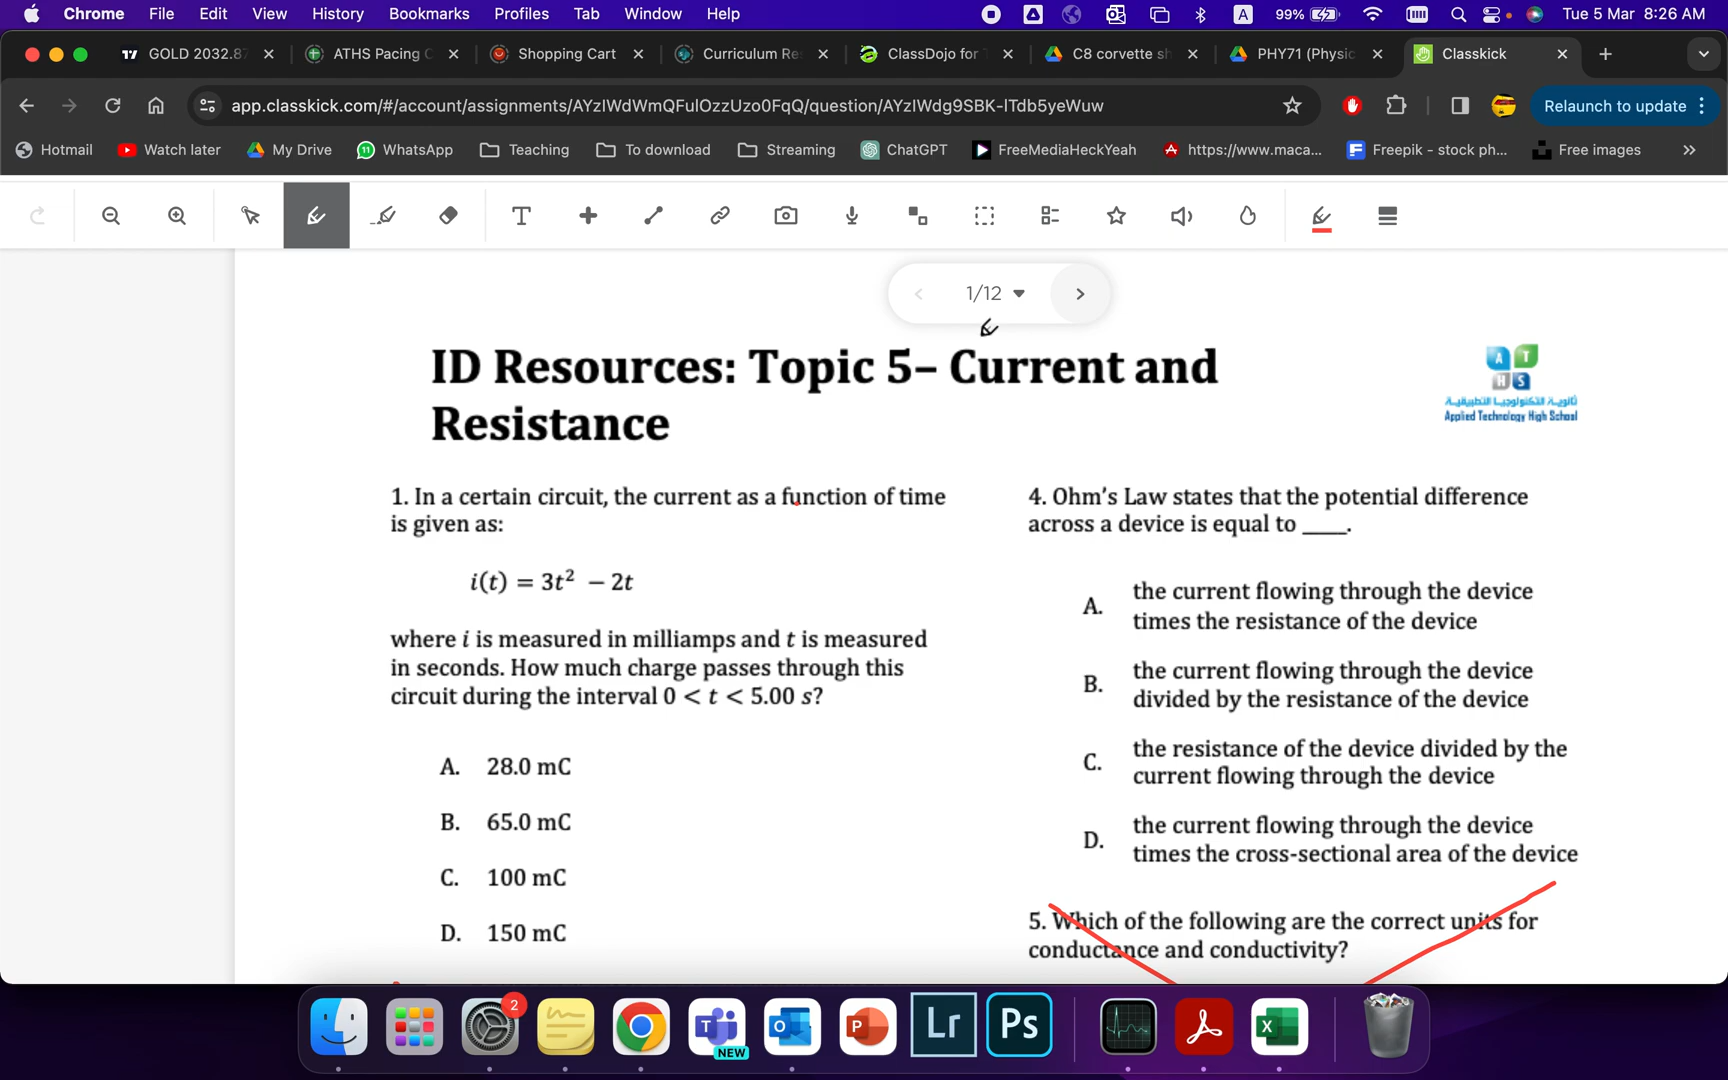 Chrome File Edit View History Bookmarks Profiles Tab Window Help
A 99% Tue 5 Mar 8:26 AM
GOLD 2032.87
ATHS Pacing
Shopping Cart
Curriculum Re
ClassDojo for
C8 corvette sh
PHY71 (Physic
Classkick
app.classkick.com/#/account/assignments/AYzIWdWmQFulOzzUzo0FqQ/question/AYzIWdg9SBK-ITdb5yeWuw
Relaunch to update
Hotmail
Watch later
My Drive
WhatsApp
Teaching
To download
Streaming
ChatGPT
FreeMediaHeckYeah
https://www.maca...
Freepik - stock ph...
Free images
1/12
ID Resources: Topic 5– Current and
Resistance
A T
H S
ثانوية التكنولوجيا التطبيقية
Applied Technology High School
1. In a certain circuit, the current as a function of time
is given as:
i(t) = 3t² − 2t
where i is measured in milliamps and t is measured
in seconds. How much charge passes through this
circuit during the interval 0 < t < 5.00 s?
A. 28.0 mC
B. 65.0 mC
C. 100 mC
D. 150 mC
4. Ohm's Law states that the potential difference
across a device is equal to _____.
A. the current flowing through the device
times the resistance of the device
B. the current flowing through the device
divided by the resistance of the device
C. the resistance of the device divided by the
current flowing through the device
D. the current flowing through the device
times the cross-sectional area of the device
5. Which of the following are the correct units for
conductance and conductivity?
2
T
NEW
O
P
Lr
Ps
X